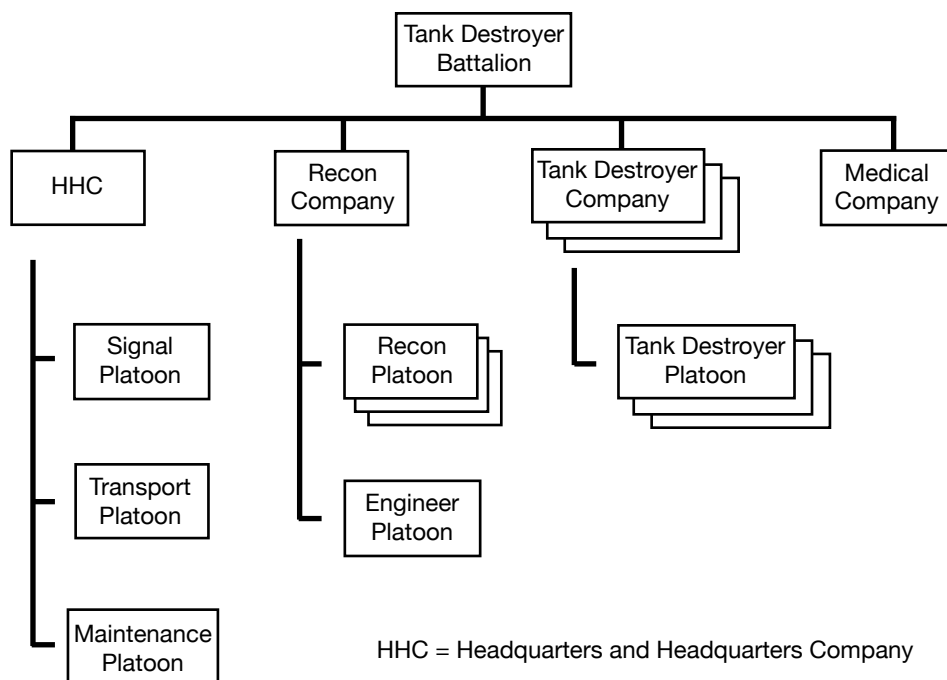 Tank Destroyer
Battalion
HHC
Recon
Company
Tank Destroyer
Company
Medical
Company
Signal
Platoon
Transport
Platoon
Maintenance
Platoon
Recon
Platoon
Engineer
Platoon
Tank Destroyer
Platoon
HHC = Headquarters and Headquarters Company